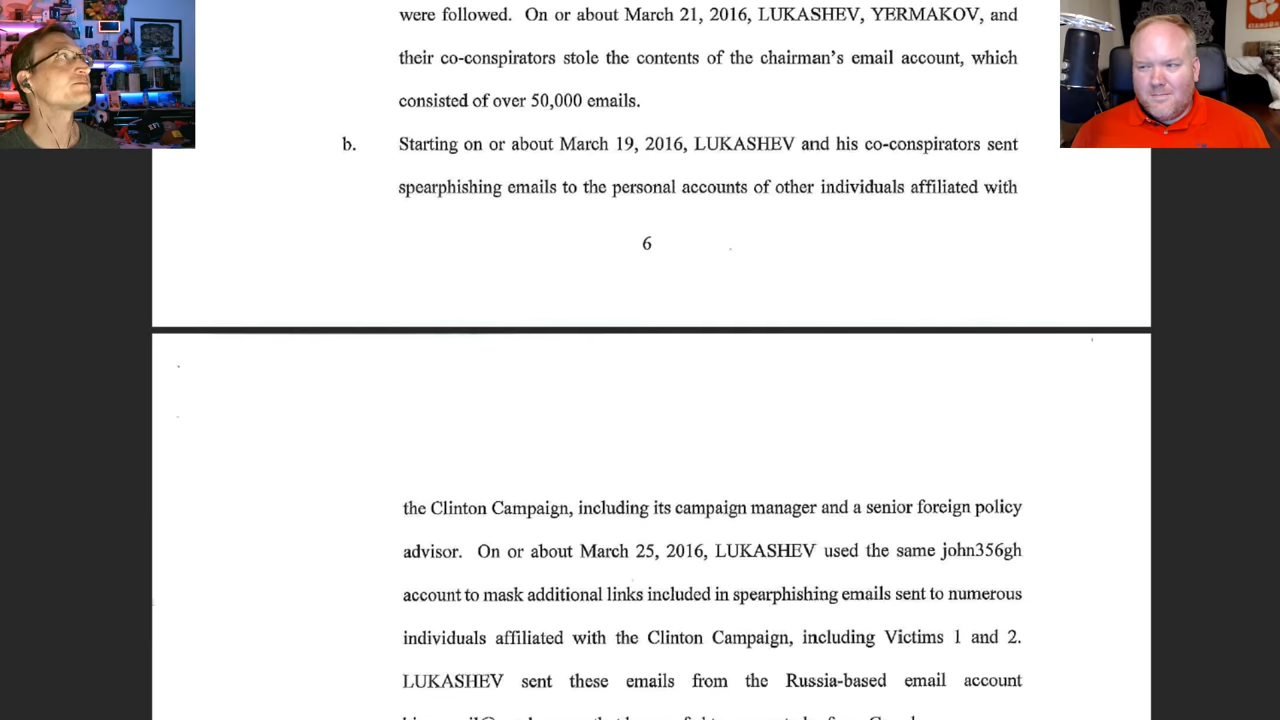 were followed. On or about March 21, 2016, LUKASHEV, YERMAKOV, and
their co-conspirators stole the contents of the chairman's email account, which
consisted of over 50,000 emails.
b. Starting on or about March 19, 2016, LUKASHEV and his co-conspirators sent
spearphishing emails to the personal accounts of other individuals affiliated with
6
the Clinton Campaign, including its campaign manager and a senior foreign policy
advisor. On or about March 25, 2016, LUKASHEV used the same john356gh
account to mask additional links included in spearphishing emails sent to numerous
individuals affiliated with the Clinton Campaign, including Victims 1 and 2.
LUKASHEV sent these emails from the Russia-based email account